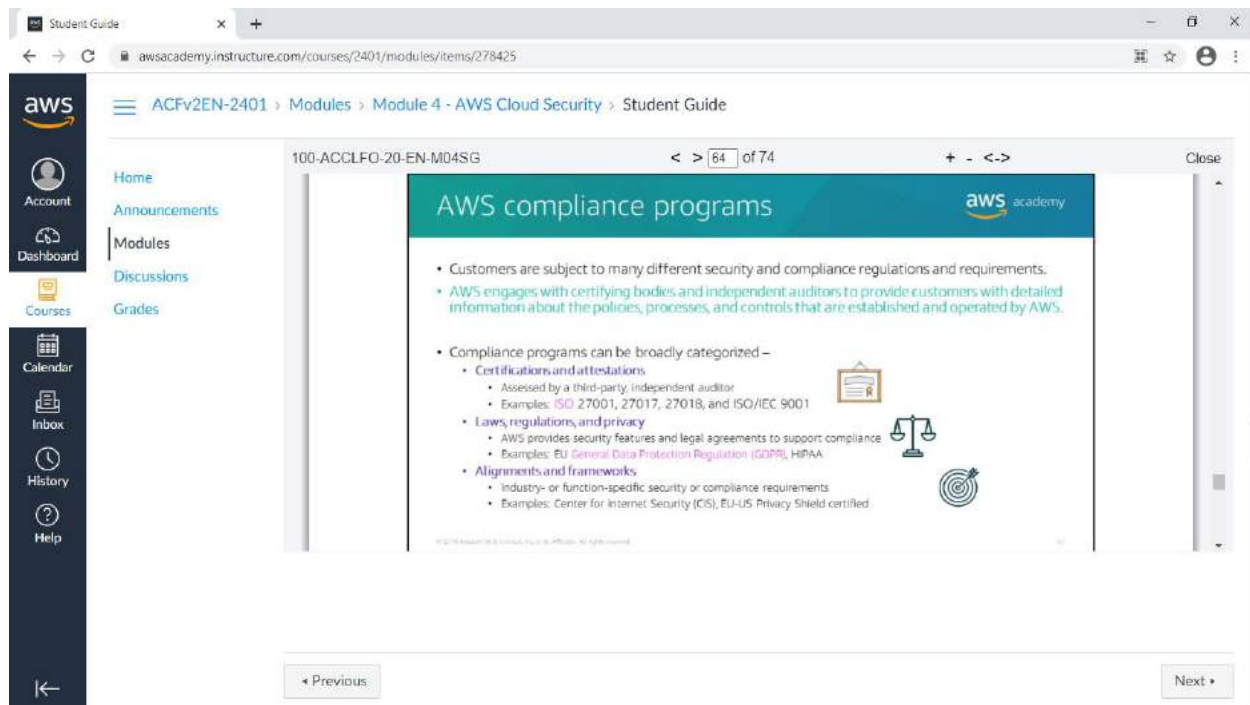 Student Guide
awsacademy.instructure.com/courses/2401/modules/items/278425
aws
ACFv2EN-2401 › Modules › Module 4 - AWS Cloud Security › Student Guide
Account
Dashboard
Courses
Calendar
Inbox
History
Help
Home
Announcements
Modules
Discussions
Grades
100-ACCLFO-20-EN-M04SG < > 64 of 74 + - <-> Close
AWS compliance programs
aws academy
• Customers are subject to many different security and compliance regulations and requirements.
• AWS engages with certifying bodies and independent auditors to provide customers with detailed
information about the policies, processes, and controls that are established and operated by AWS.
• Compliance programs can be broadly categorized –
• Certifications and attestations
• Assessed by a third-party, independent auditor
• Examples: ISO 27001, 27017, 27018, and ISO/IEC 9001
• Laws, regulations, and privacy
• AWS provides security features and legal agreements to support compliance
• Examples: EU General Data Protection Regulation (GDPR), HIPAA
• Alignments and frameworks
• Industry- or function-specific security or compliance requirements
• Examples: Center for Internet Security (CIS), EU-US Privacy Shield certified
◂ Previous
Next ▸